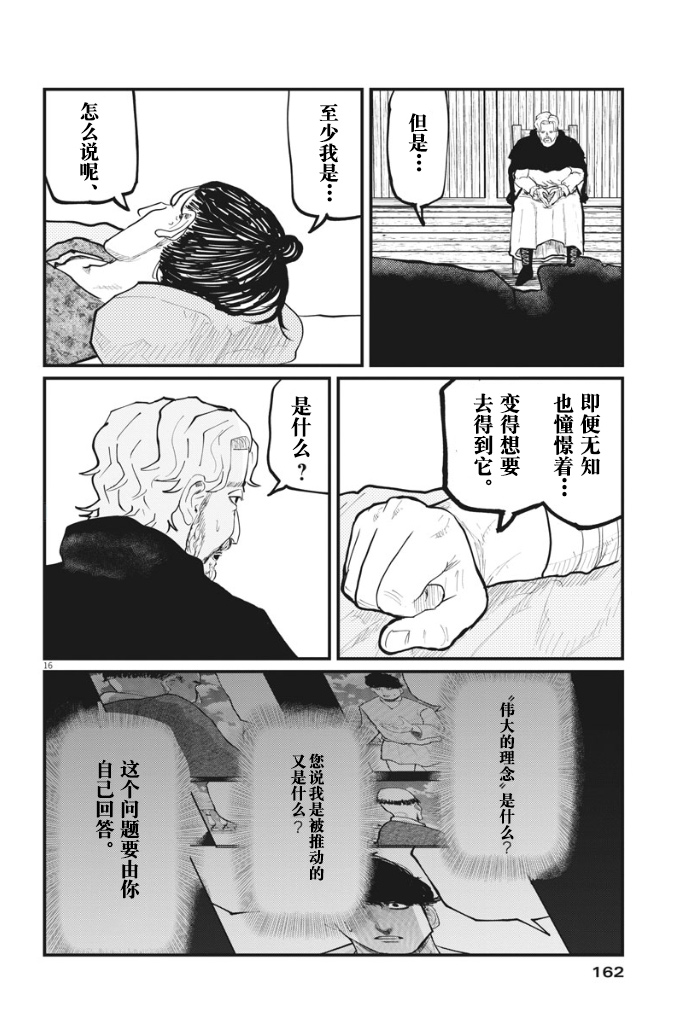 但是…
至少我是…
怎么说呢、
即便无知
也憧憬着…
变得想要
去得到它。
是什么？
16
“伟大的理念”是什么？
您说我是被推动的
又是什么？
这个问题要由你
自己回答。
162